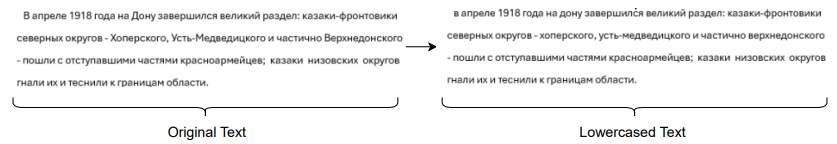 В апреле 1918 года на Дону завершился великий раздел: казаки-фронтовики
северных округов - Хоперского, Усть-Медведицкого и частично Верхнедонского
- пошли с отступавшими частями красноармейцев; казаки низовских округов
гнали их и теснили к границам области.
Original Text
в апреле 1918 года на дону завершился великий раздел: казаки-фронтовики
северных округов - хоперского, усть-медведицкого и частично верхнедонского
- пошли с отступавшими частями красноармейцев; казаки низовских округов
гнали их и теснили к границам области.
Lowercased Text